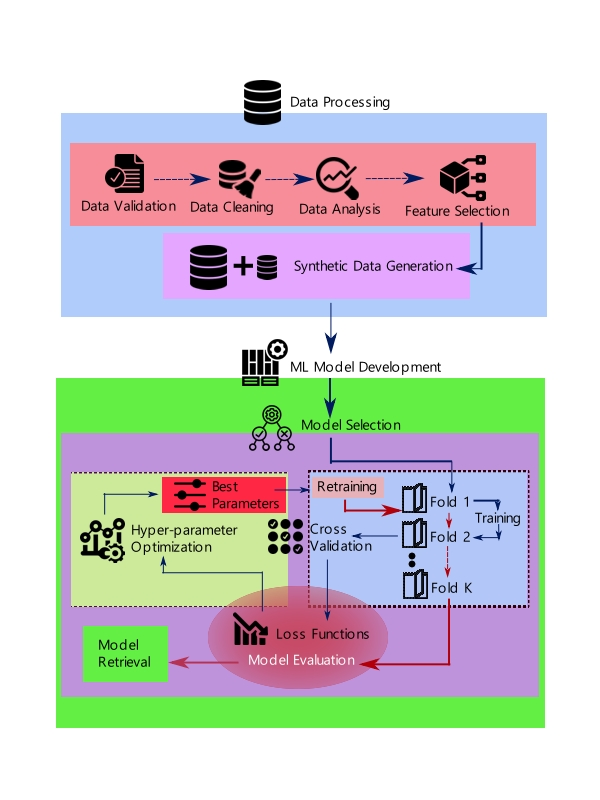 Data Processing
Data Validation
Data Cleaning
Data Analysis
Feature Selection
Synthetic Data Generation
ML Model Development
Model Selection
Best
Parameters
Retraining
Fold 1
Training
Hyper-parameter
Optimization
Cross
Validation
Fold 2
Fold K
Loss Functions
Model Evaluation
Model
Retrieval